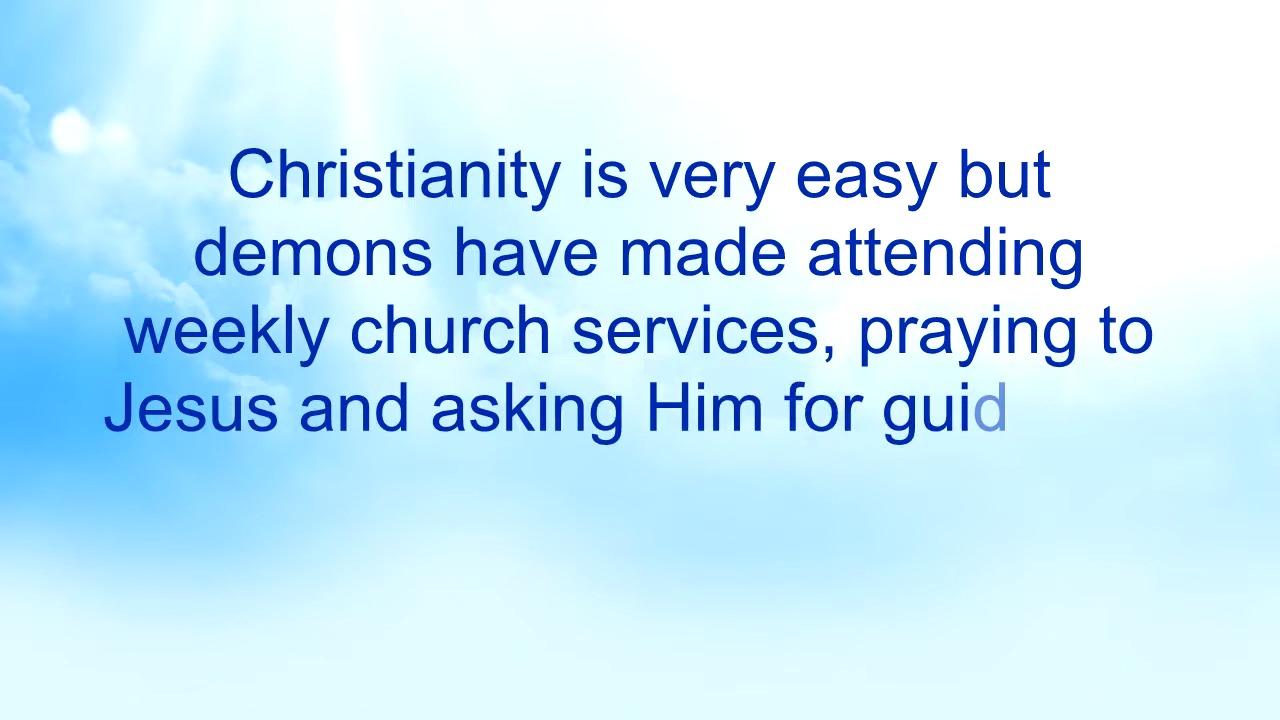 Christianity is very easy but
demons have made attending
weekly church services, praying to
Jesus and asking Him for guid